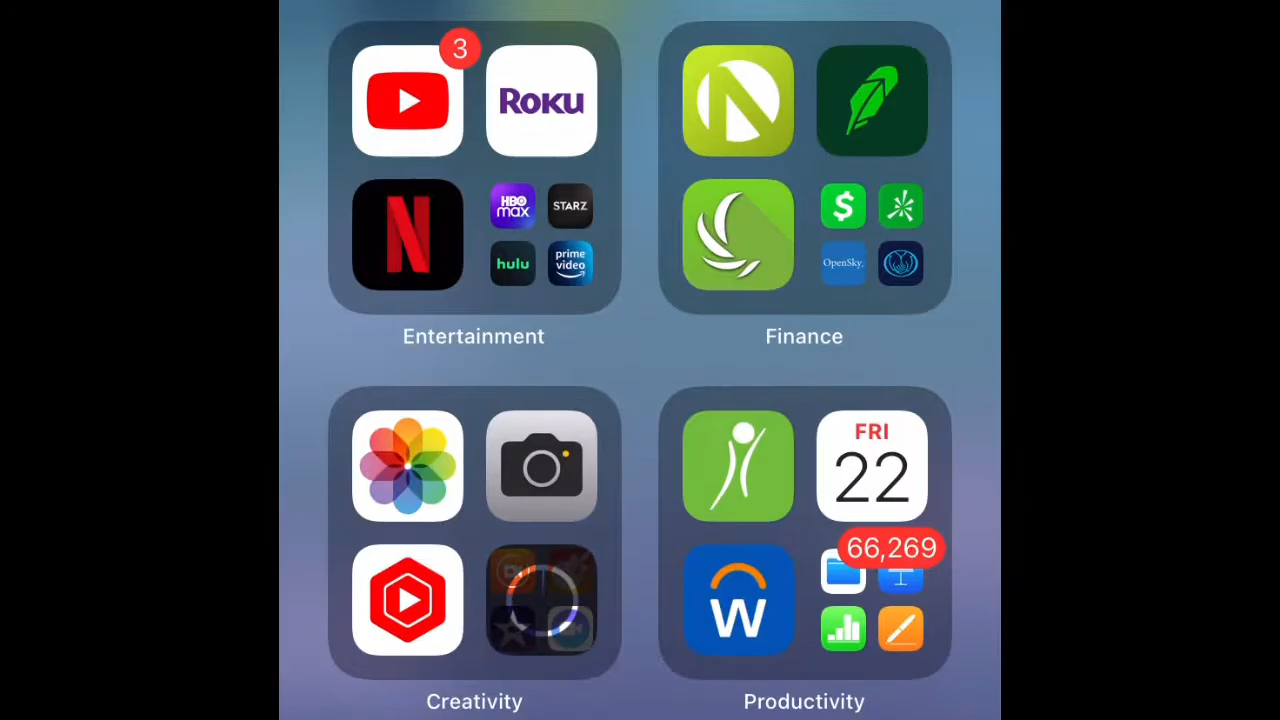 3
Roku
N
HBO
max
STARZ
hulu
prime
video
Entertainment
N
$
OpenSky
Finance
Creativity
FRI
22
66,269
W
Productivity